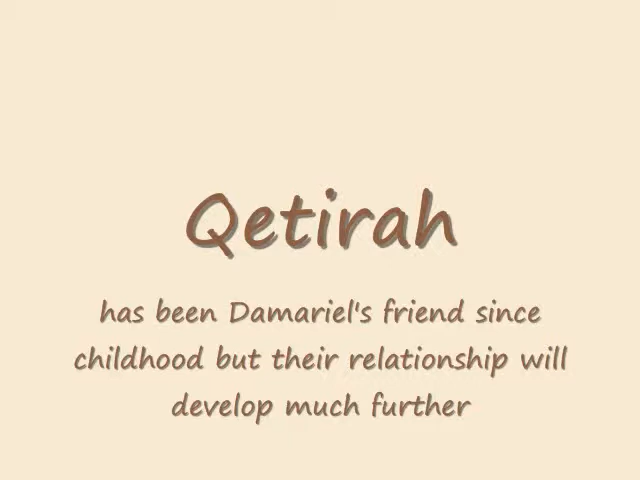 Qetirah
has been Damariel's friend since
childhood but their relationship will
develop much further